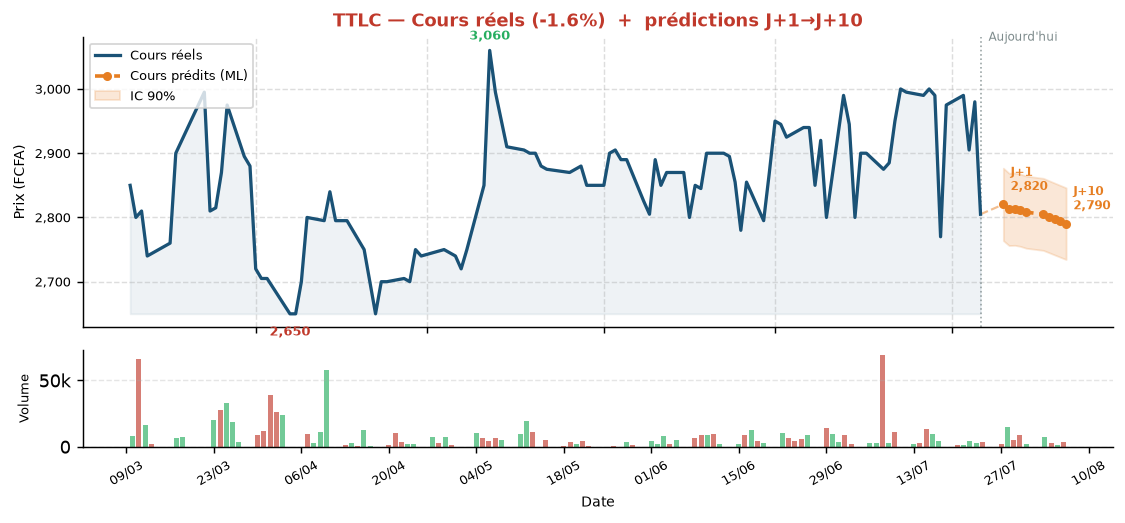 TTLC — Cours réels (-1.6%)  +  prédictions J+1→J+10
3,060
Aujourd'hui
Cours réels
Cours prédits (ML)
IC 90%
Prix (FCFA)
3,000
2,900
2,800
2,700
J+1
2,820
J+10
2,790
2,650
Volume
50k
0
09/03
23/03
06/04
20/04
04/05
18/05
01/06
15/06
29/06
13/07
27/07
10/08
Date